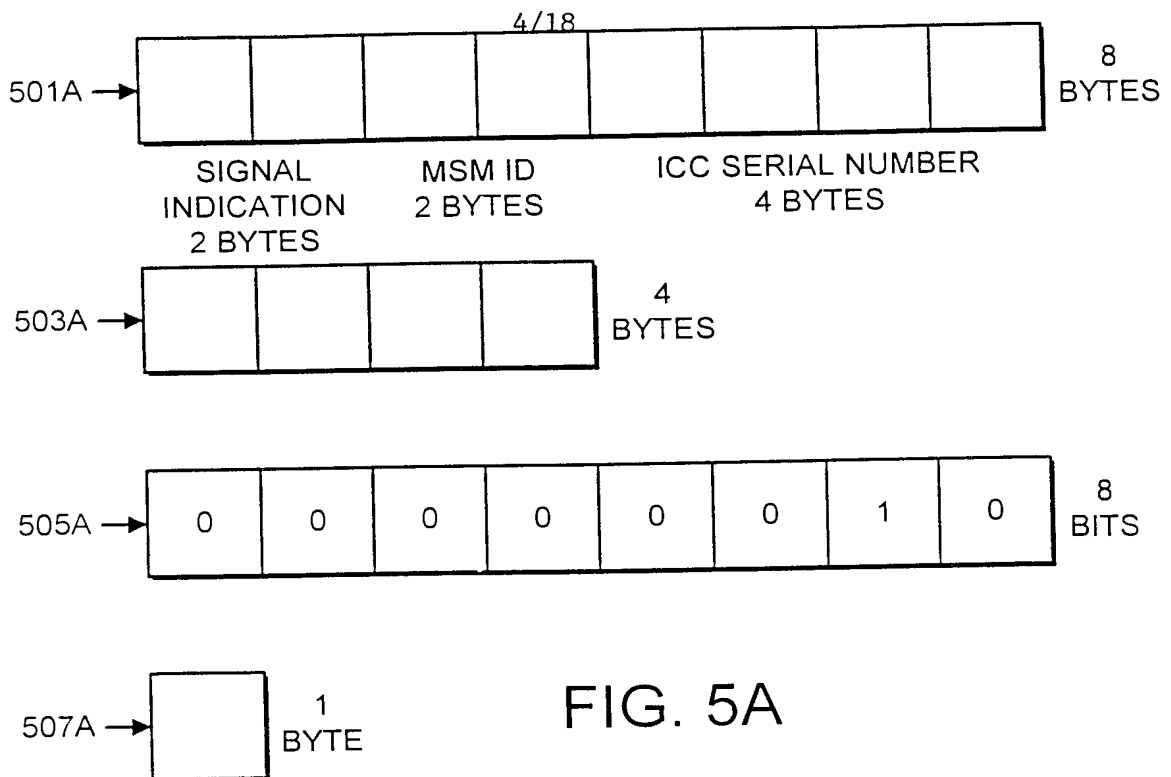 4/18
501A
8
BYTES
SIGNAL
INDICATION
2 BYTES
MSM ID
2 BYTES
ICC SERIAL NUMBER
4 BYTES
503A
4
BYTES
505A
0 0 0 0 0 0 1 0
8
BITS
507A
1
BYTE
FIG. 5A